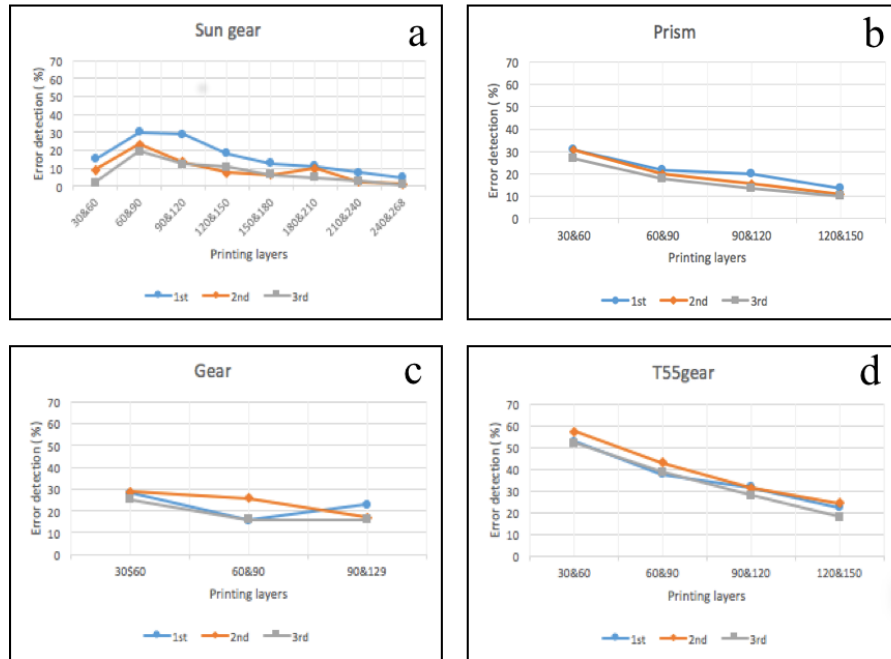 Sun gear
a
Error detection ( %)
70
60
50
40
30
20
10
0
30&60
60&90
90&120
120&150
150&180
180&210
210&240
240&268
Printing layers
1st 2nd 3rd
Prism
b
Error detection ( %)
70
60
50
40
30
20
10
0
30&60 60&90 90&120 120&150
Printing layers
1st 2nd 3rd
Gear
c
Error detection ( %)
70
60
50
40
30
20
10
0
30$60 60&90 90&129
Printing layers
1st 2nd 3rd
T55gear
d
Error detection ( %)
70
60
50
40
30
20
10
0
30&60 60&90 90&120 120&150
Printing layers
1st 2nd 3rd